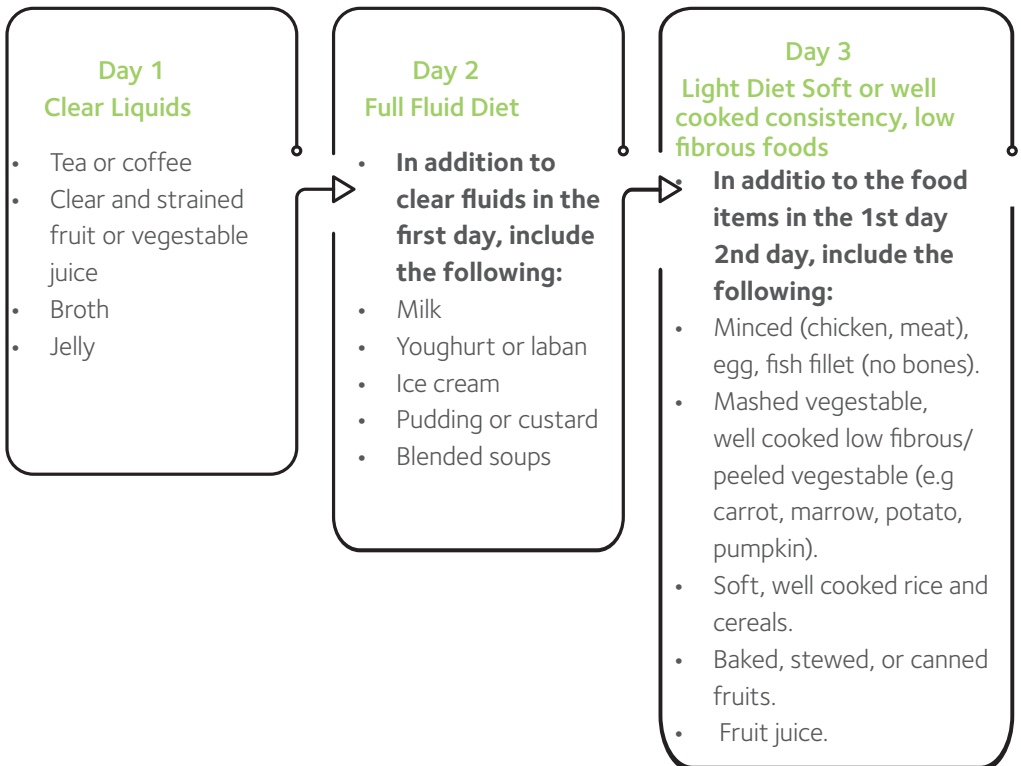 Day 1
Clear Liquids
• Tea or coffee
• Clear and strained
fruit or vegestable
juice
• Broth
• Jelly
Day 2
Full Fluid Diet
• In addition to
clear fluids in the
first day, include
the following:
• Milk
• Youghurt or laban
• Ice cream
• Pudding or custard
• Blended soups
Day 3
Light Diet Soft or well
cooked consistency, low
fibrous foods
• In additio to the food
items in the 1st day
2nd day, include the
following:
• Minced (chicken, meat),
egg, fish fillet (no bones).
• Mashed vegestable,
well cooked low fibrous/
peeled vegestable (e.g
carrot, marrow, potato,
pumpkin).
• Soft, well cooked rice and
cereals.
• Baked, stewed, or canned
fruits.
• Fruit juice.